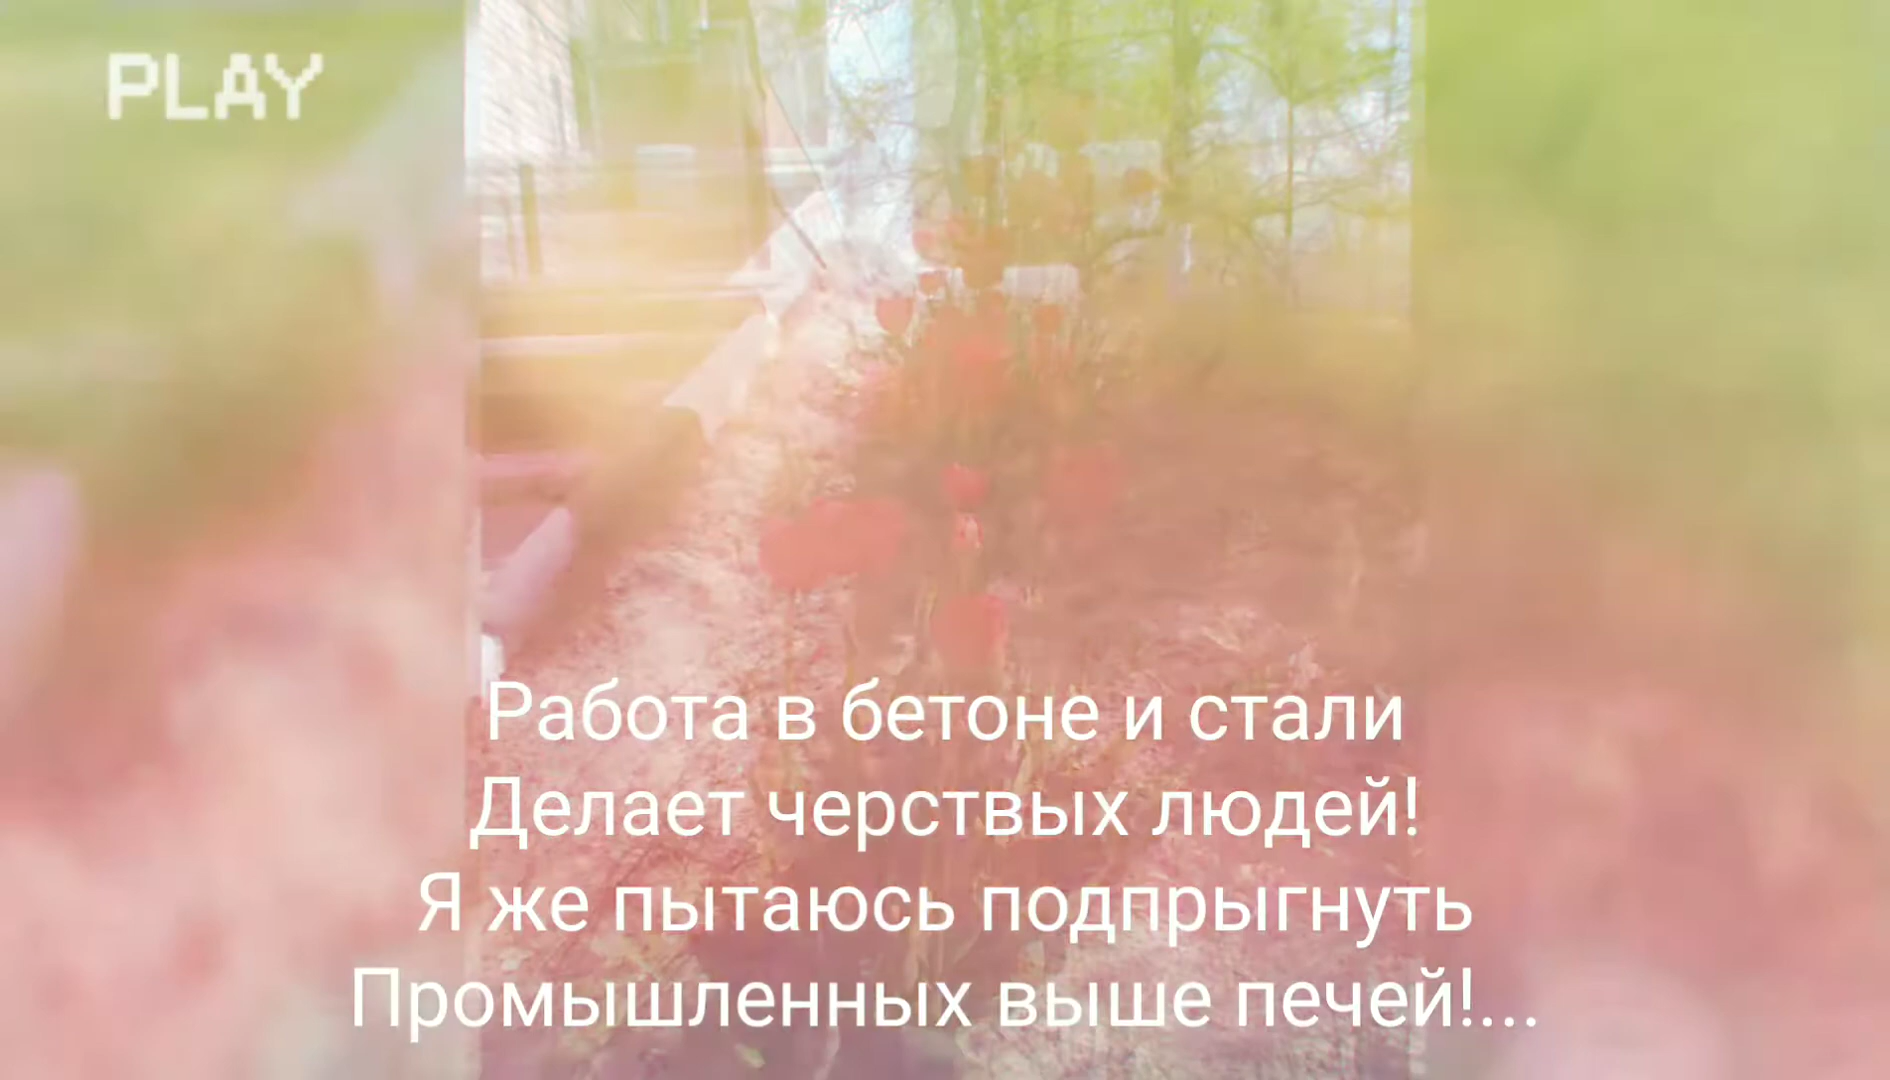 PLAY
Работа в бетоне и стали
Делает черствых людей!
Я же пытаюсь подпрыгнуть
Промышленных выше печей!...